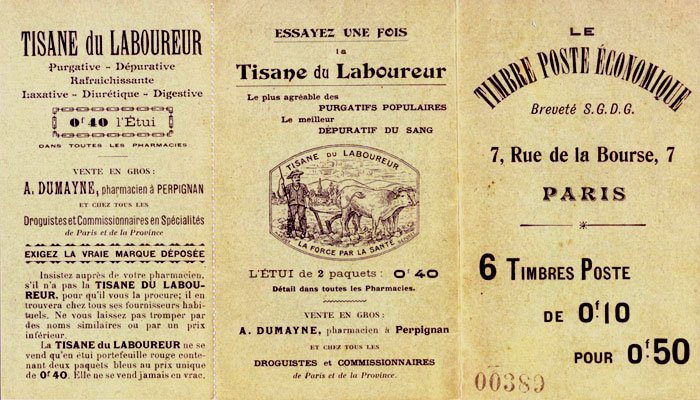 TISANE du LABOUREUR
Purgative - Dépurative
Rafraichissante
Laxative - Diurétique - Digestive
0f 40 l'Étui
DANS TOUTES LES PHARMACIES
VENTE EN GROS :
A. DUMAYNE, pharmacien à PERPIGNAN
ET CHEZ TOUS LES
Droguistes et Commissionnaires en Spécialités
de Paris et de la Province.
EXIGEZ LA VRAIE MARQUE DÉPOSÉE
Insistez auprès de votre pharmacien,
s'il n'a pas la TISANE DU LABOU-
REUR, pour qu'il vous la procure; il en
trouvera chez tous ses fournisseurs habi-
tuels. Ne vous laissez pas tromper par
des noms similaires ou par un prix
inférieur.
La TISANE du LABOUREUR ne se
vend qu'en étui portefeuille rouge conte-
nant deux paquets bleus au prix unique
de 0f 40. Elle ne se vend jamais en vrac.
ESSAYEZ UNE FOIS
la
Tisane du Laboureur
Le plus agréable des
PURGATIFS POPULAIRES
Le meilleur
DÉPURATIF DU SANG
TISANE DU LABOUREUR
LA FORCE PAR LA SANTÉ
L'ÉTUI de 2 paquets : 0f 40
Détail dans toutes les Pharmacies.
VENTE EN GROS :
A. DUMAYNE, pharmacien à Perpignan
ET CHEZ TOUS LES
DROGUISTES et COMMISSIONNAIRES
de Paris et de la Province.
LE
TIMBRE POSTE ÉCONOMIQUE
Breveté S.G.D.G.
7, Rue de la Bourse, 7
PARIS
6 TIMBRES POSTE
DE 0f10
POUR 0f50
00389